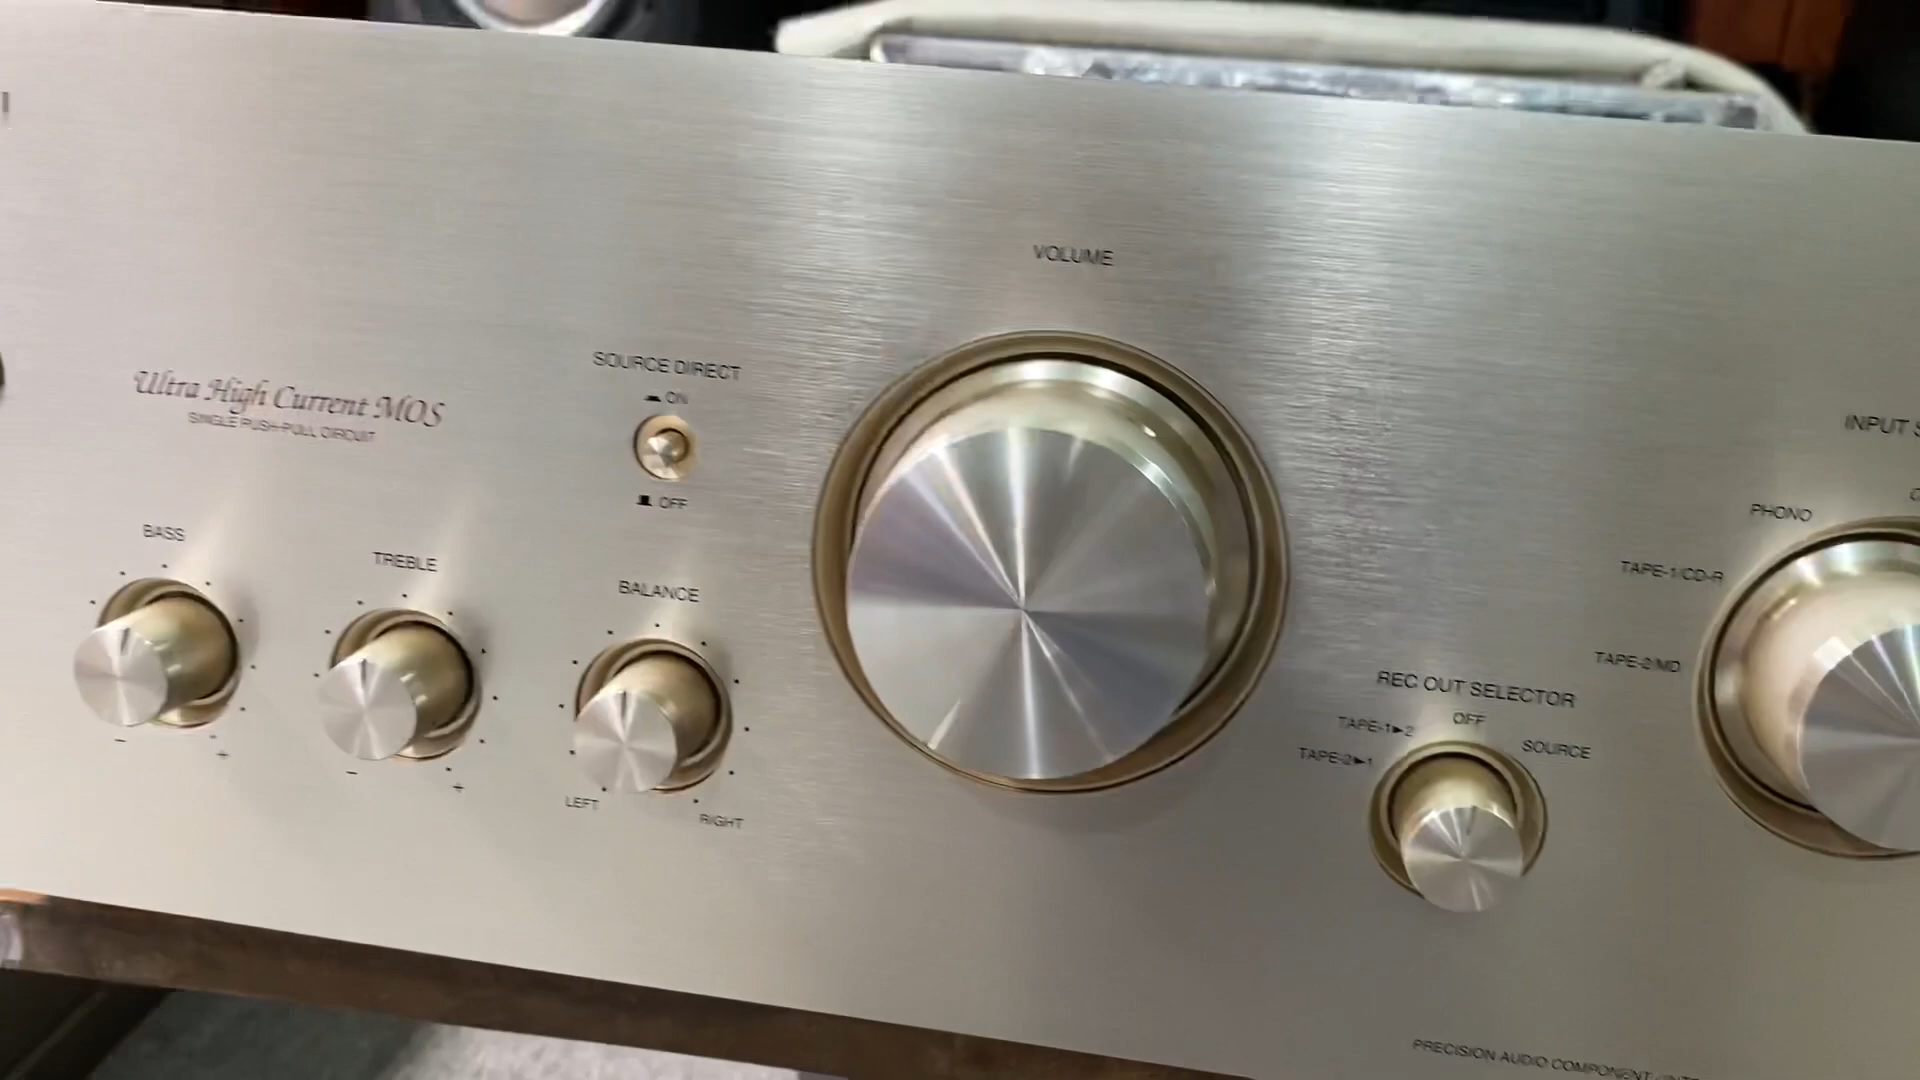 VOLUME
SOURCE DIRECT
ON
OFF
Ultra High Current MOS
SINGLE PUSH-PULL CIRCUIT
BASS
- +
TREBLE
- +
BALANCE
LEFT RIGHT
INPUT
PHONO
TAPE-1/CD-R
TAPE-2/MD
REC OUT SELECTOR
OFF
TAPE-1▶2
SOURCE
TAPE-2▶1
PRECISION AUDIO COMPONENT